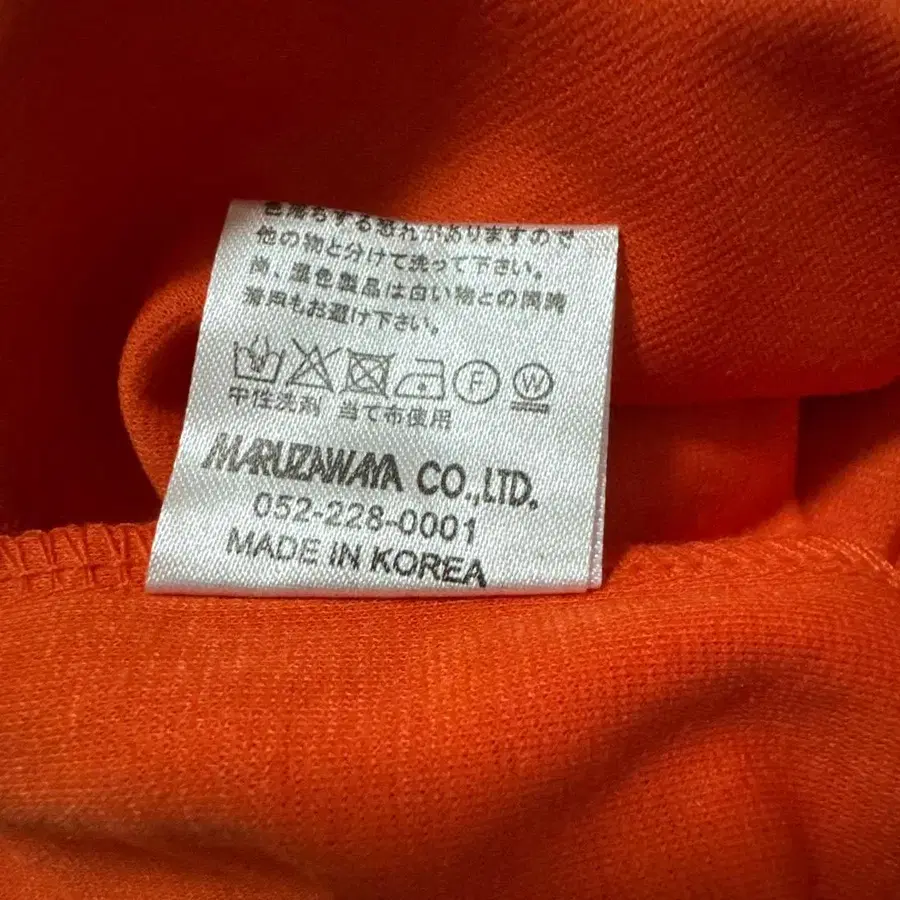 色落ちする恐れがありますので
他の物と分けて洗って下さい。
尚、濃色製品は白い物との同時
着用もお避け下さい。
F W
中性洗剤 当て布使用
MARUZAWAYA CO.,LTD.
052-228-0001
MADE IN KOREA